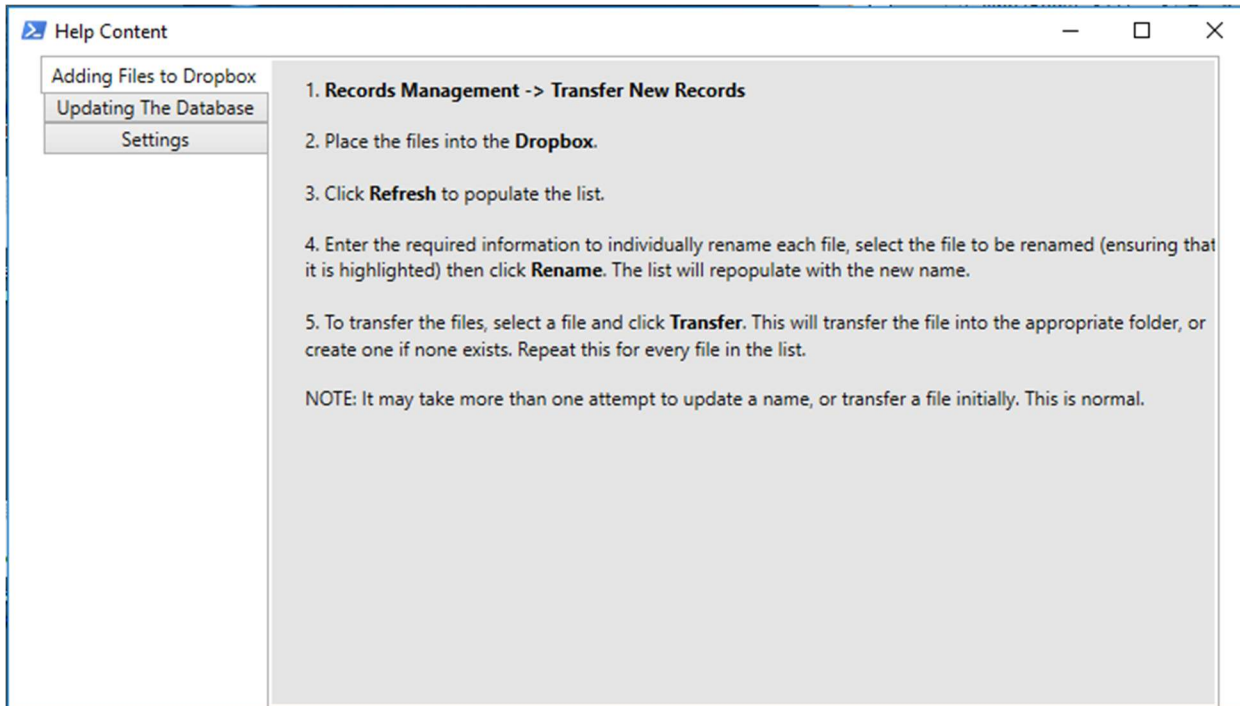 Help Content
Adding Files to Dropbox
Updating The Database
Settings
1. Records Management -> Transfer New Records
2. Place the files into the Dropbox.
3. Click Refresh to populate the list.
4. Enter the required information to individually rename each file, select the file to be renamed (ensuring that
it is highlighted) then click Rename. The list will repopulate with the new name.
5. To transfer the files, select a file and click Transfer. This will transfer the file into the appropriate folder, or
create one if none exists. Repeat this for every file in the list.
NOTE: It may take more than one attempt to update a name, or transfer a file initially. This is normal.